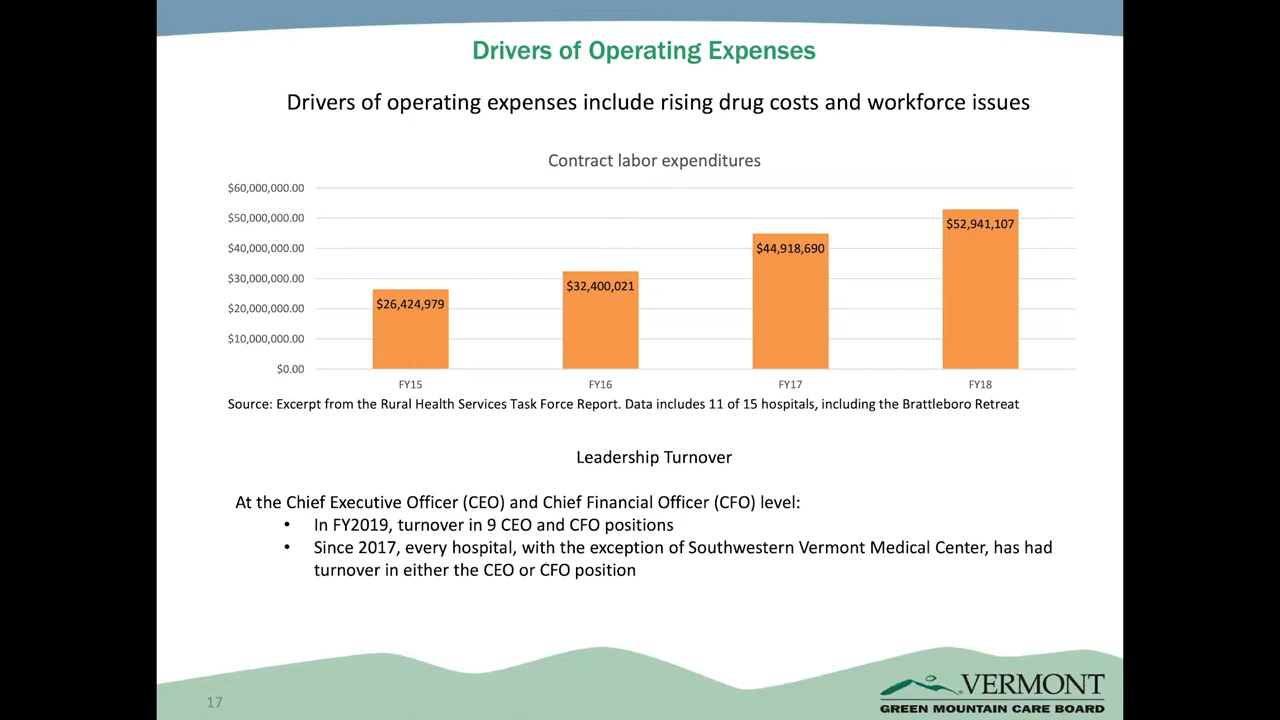 Drivers of Operating Expenses
Drivers of operating expenses include rising drug costs and workforce issues
Contract labor expenditures
$60,000,000.00
$50,000,000.00
$40,000,000.00
$30,000,000.00
$20,000,000.00
$10,000,000.00
$0.00
$26,424,979
$32,400,021
$44,918,690
$52,941,107
FY15
FY16
FY17
FY18
Source: Excerpt from the Rural Health Services Task Force Report. Data includes 11 of 15 hospitals, including the Brattleboro Retreat
Leadership Turnover
At the Chief Executive Officer (CEO) and Chief Financial Officer (CFO) level:
• In FY2019, turnover in 9 CEO and CFO positions
• Since 2017, every hospital, with the exception of Southwestern Vermont Medical Center, has had
turnover in either the CEO or CFO position
17
VERMONT
GREEN MOUNTAIN CARE BOARD